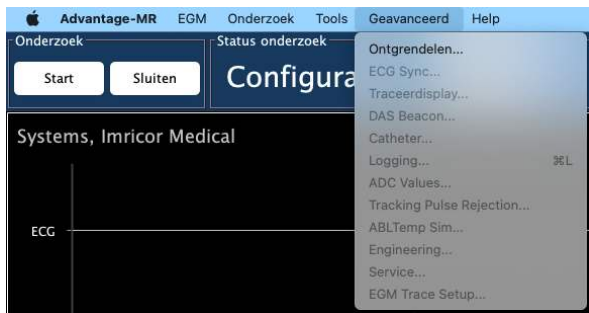 Advantage-MR EGM Onderzoek Tools Geavanceerd Help
Onderzoek
Start Sluiten
Status onderzoek
Configura
Ontgrendelen...
ECG Sync...
Traceerdisplay...
DAS Beacon...
Catheter...
Logging... ⌘L
ADC Values...
Tracking Pulse Rejection...
ABLTemp Sim...
Engineering...
Service...
EGM Trace Setup...
Systems, Imricor Medical
ECG